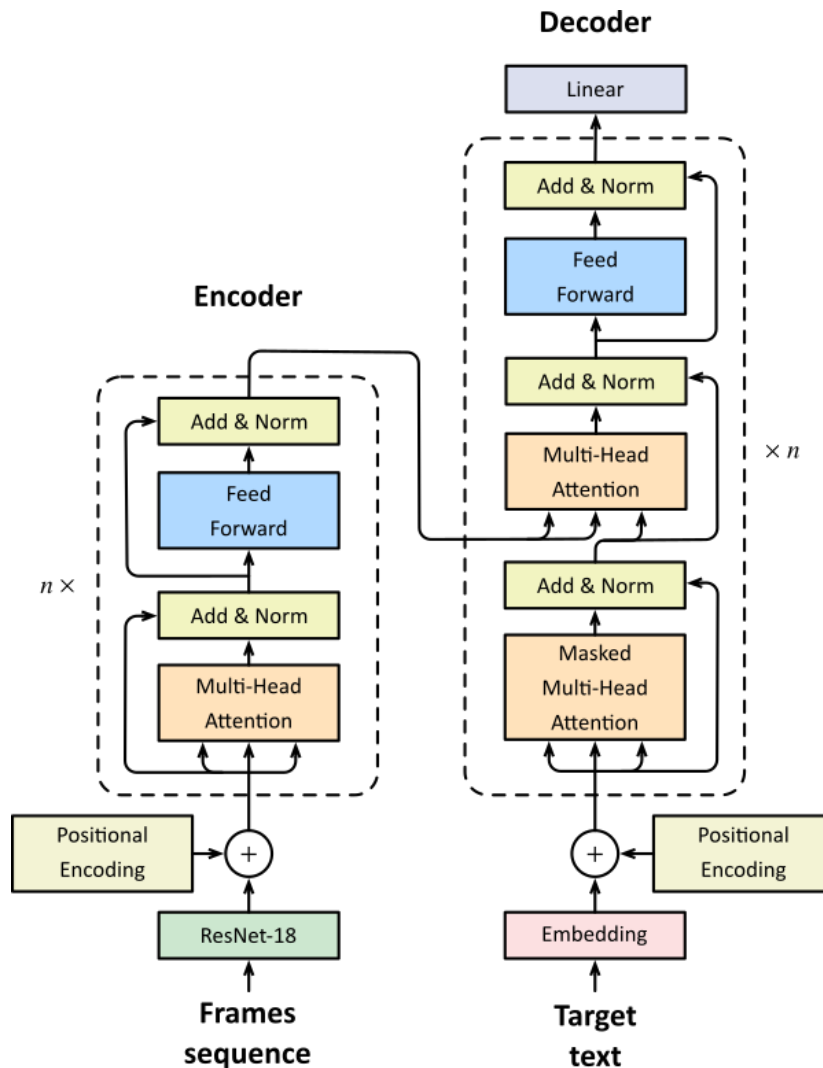 Decoder
Linear
Add & Norm
Feed
Forward
Add & Norm
Multi-Head
Attention
× n
Add & Norm
Masked
Multi-Head
Attention
Positional
Encoding
+
Embedding
Target
text
Encoder
Add & Norm
Feed
Forward
n ×
Add & Norm
Multi-Head
Attention
Positional
Encoding
+
ResNet-18
Frames
sequence